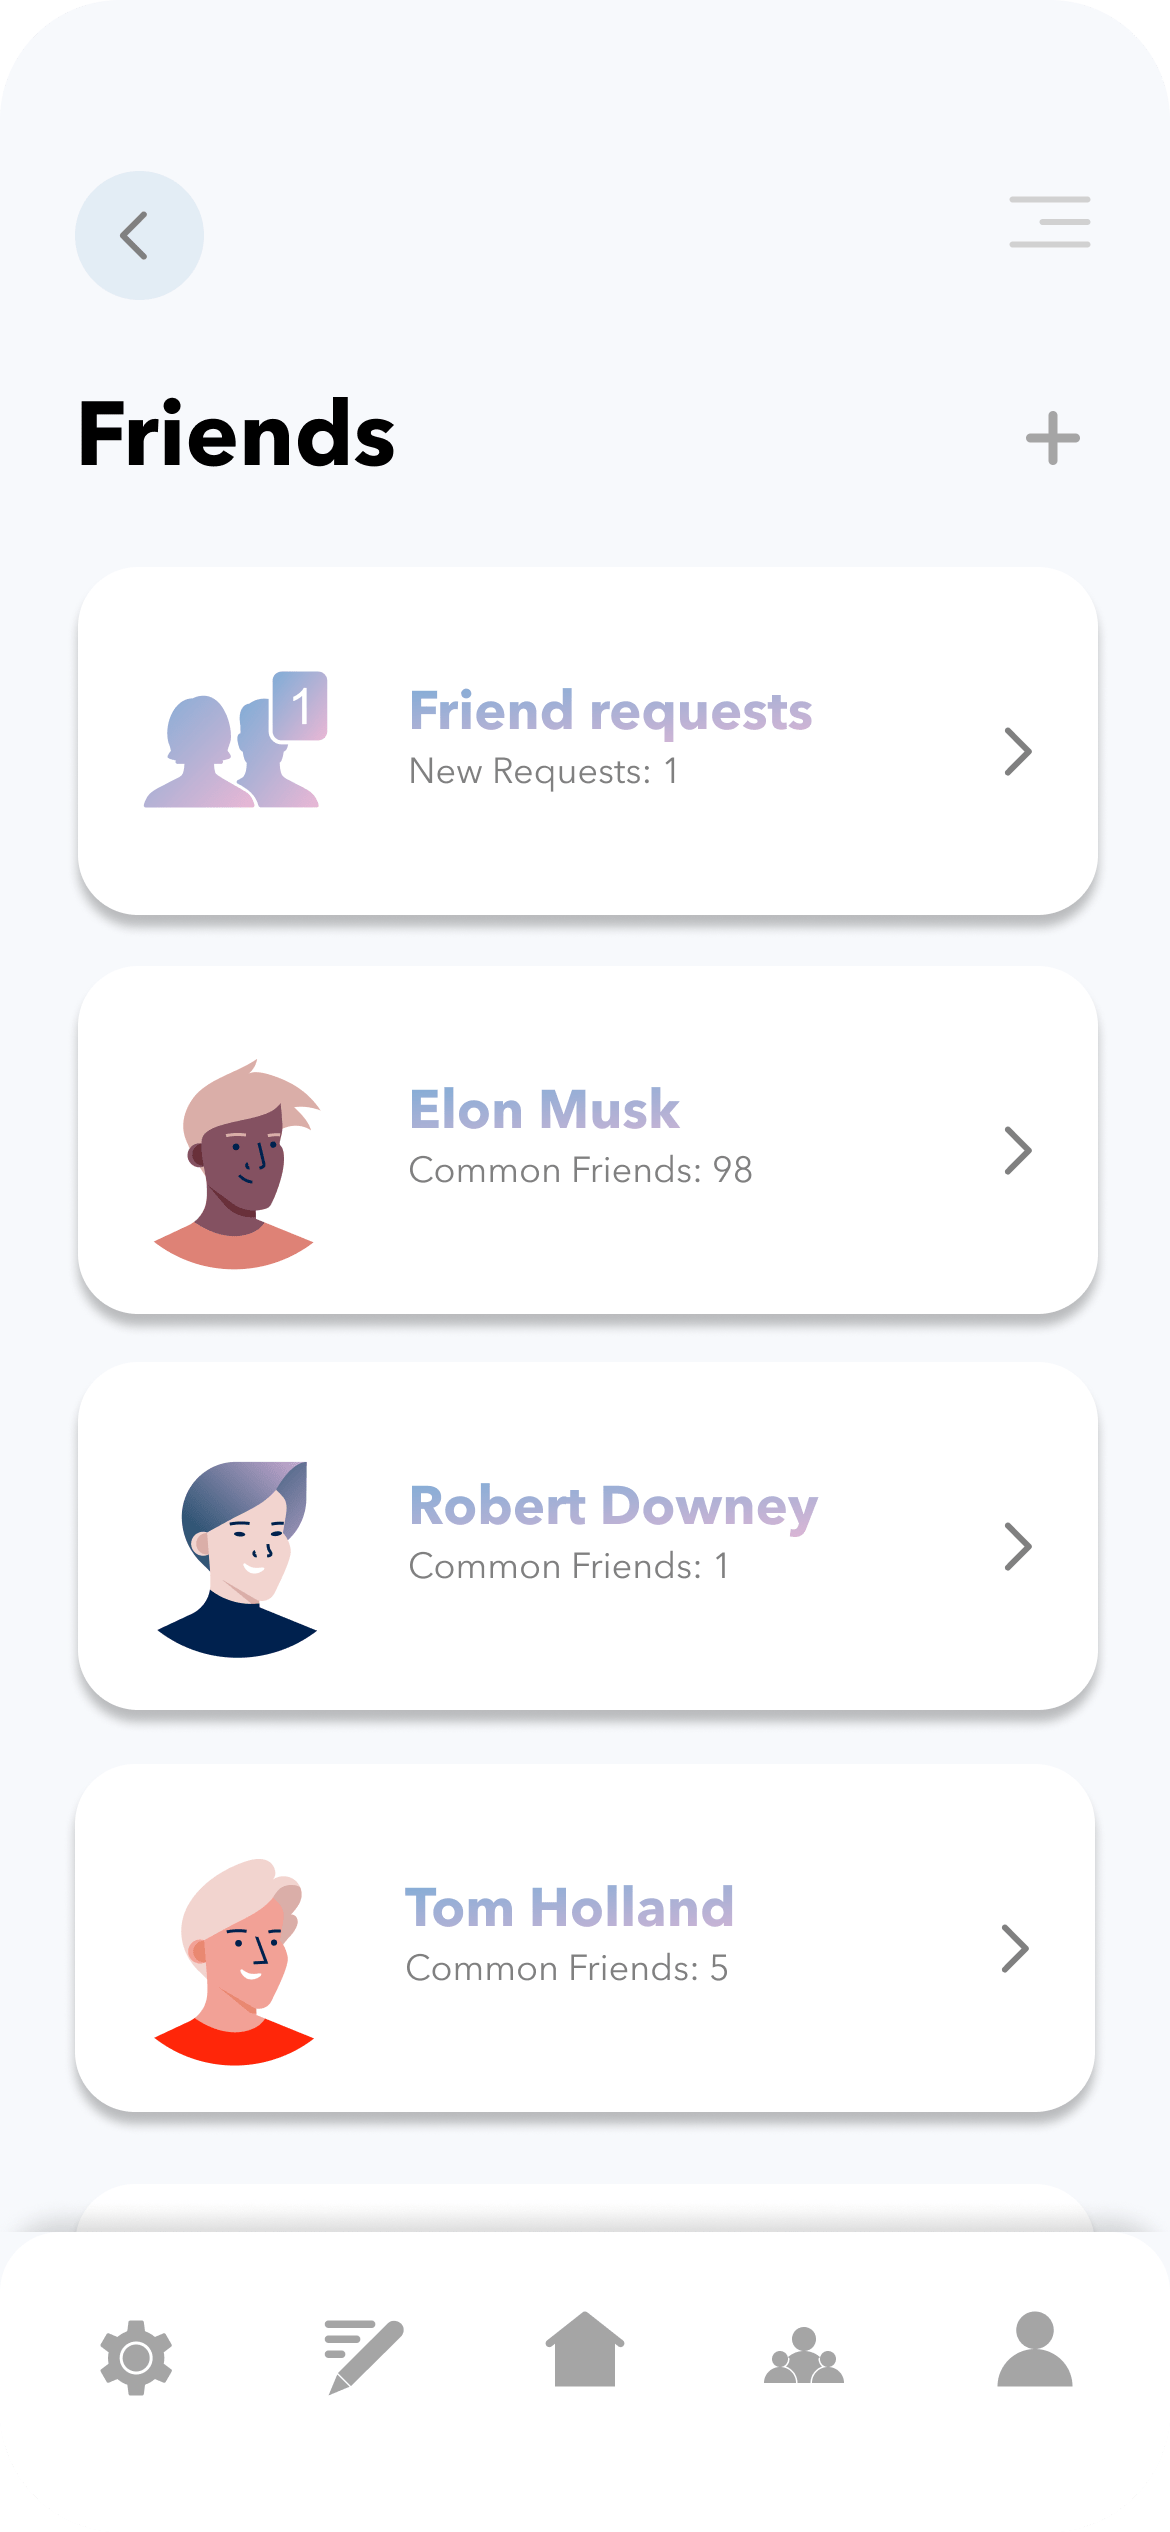 Friends
1
Friend requests
New Requests: 1
Elon Musk
Common Friends: 98
Robert Downey
Common Friends: 1
Tom Holland
Common Friends: 5